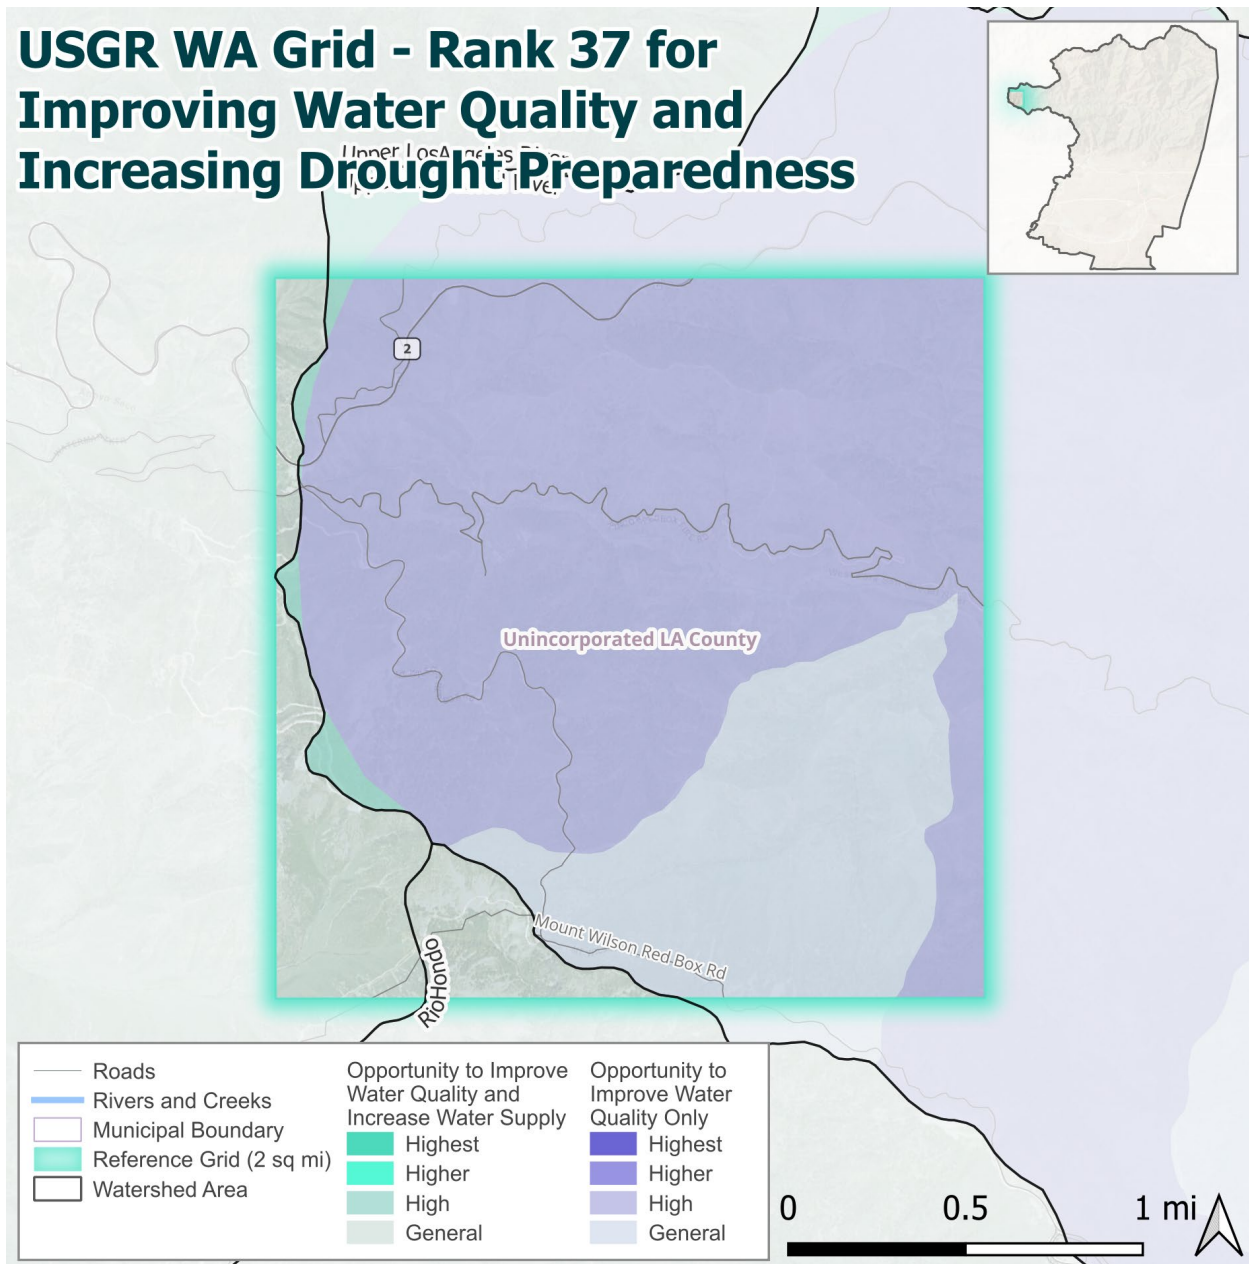 USGR WA Grid - Rank 37 for
Improving Water Quality and
Increasing Drought Preparedness
Upper LosAngeles River
2
Unincorporated LA County
Mount Wilson Red Box Rd
RioHondo
Roads
Rivers and Creeks
Municipal Boundary
Reference Grid (2 sq mi)
Watershed Area
Opportunity to Improve
Water Quality and
Increase Water Supply
Highest
Higher
High
General
Opportunity to
Improve Water
Quality Only
Highest
Higher
High
General
0 0.5 1 mi